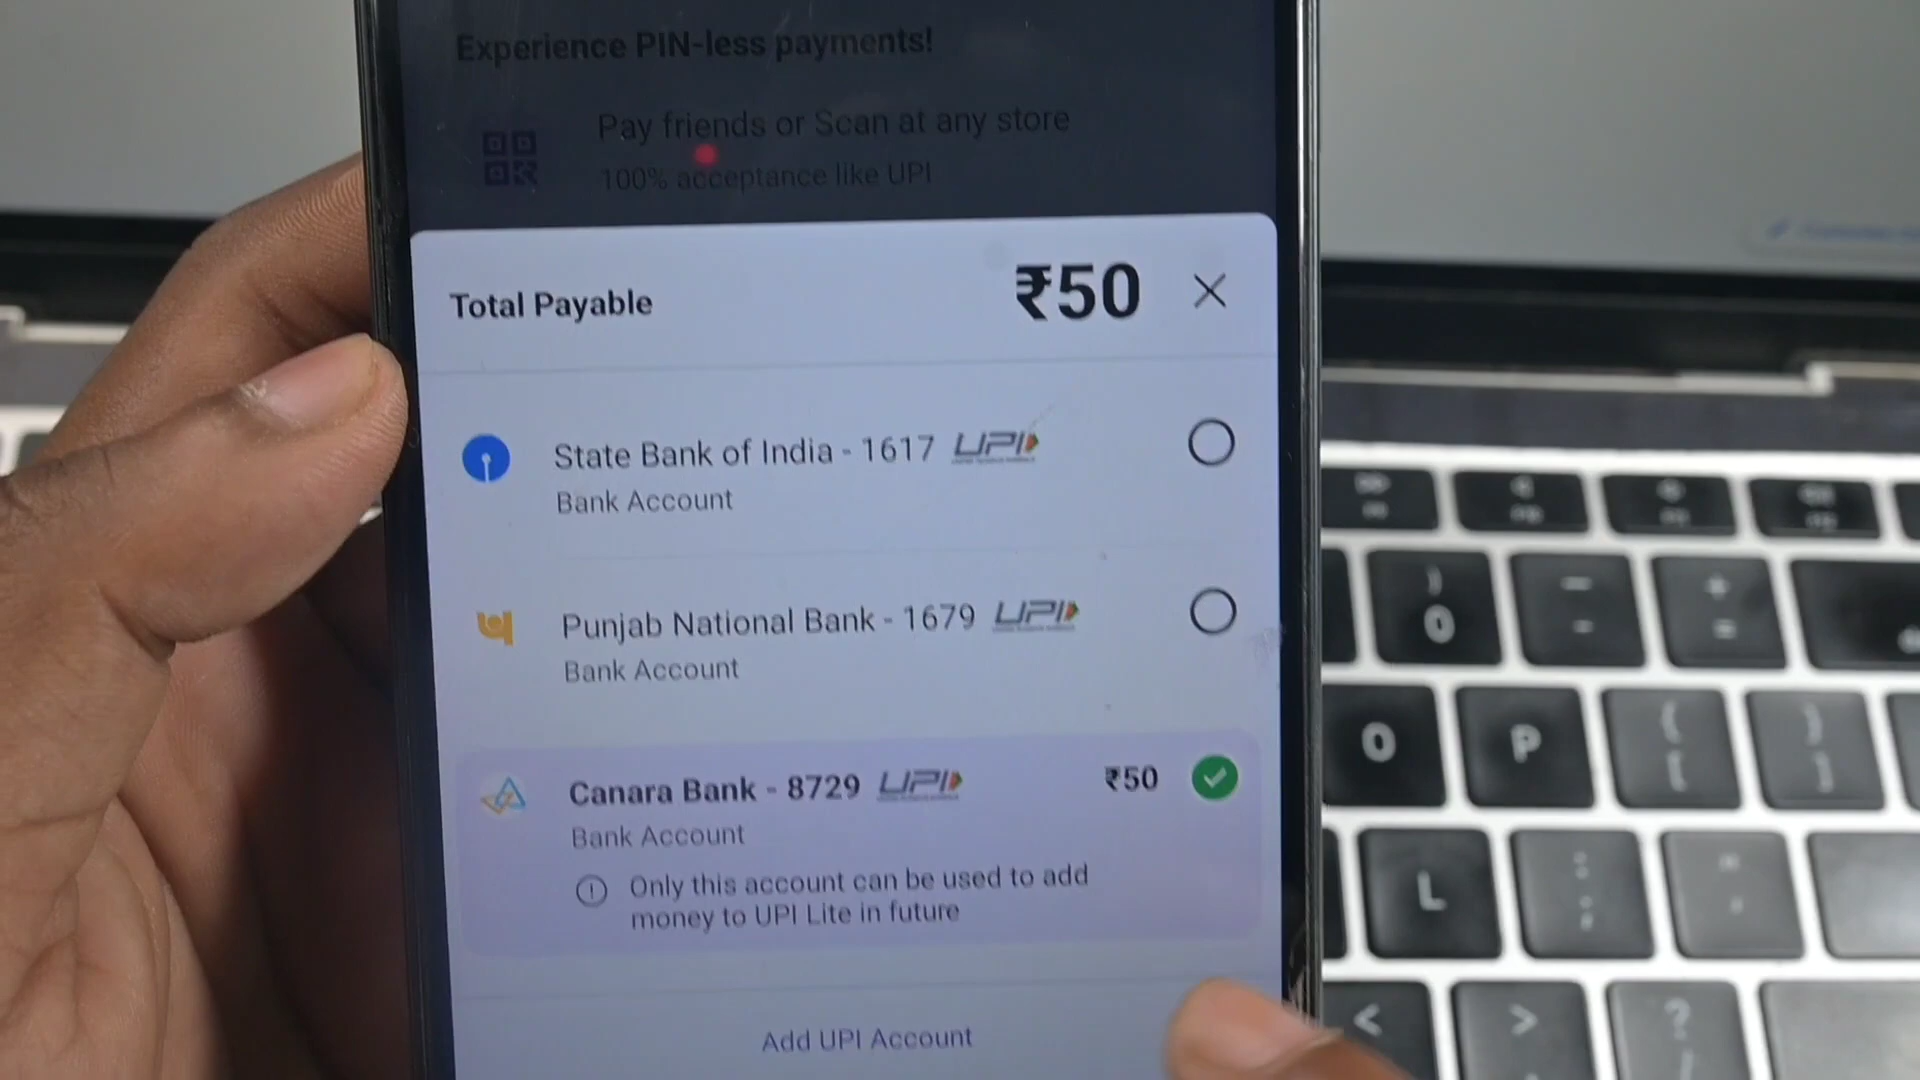 Experience PIN-less payments!
Pay friends or Scan at any store
100% acceptance like UPI
Total Payable ₹50
State Bank of India - 1617 UPI
Bank Account
Punjab National Bank - 1679 UPI
Bank Account
Canara Bank - 8729 UPI ₹50
Bank Account
Only this account can be used to add
money to UPI Lite in future
Add UPI Account
) _ +
0 - =
O P { }
[ ]
L
< > ?
/